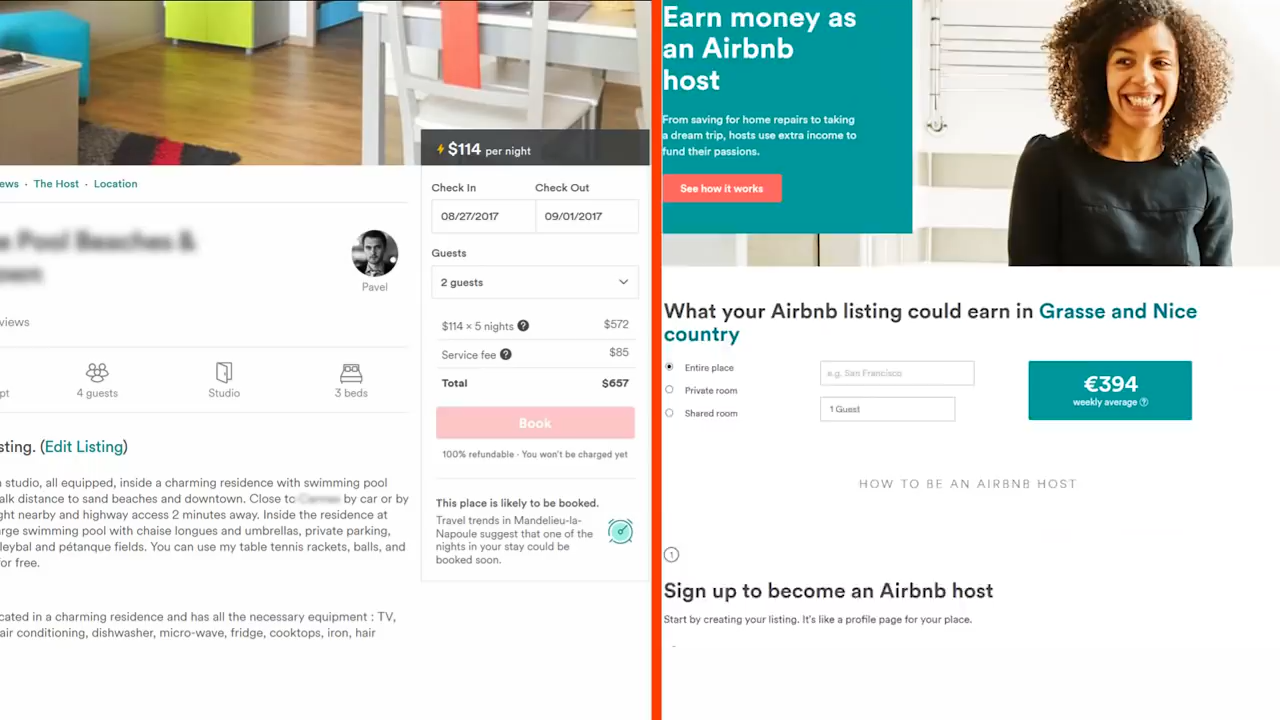 $114 per night
ews · The Host · Location
Check In
Check Out
08/27/2017
09/01/2017
Guests
2 guests
Pavel
views
$114 × 5 nights ?
$572
Service fee ?
$85
Total
$657
pt
4 guests
Studio
3 beds
Book
100% refundable · You won't be charged yet
sting. (Edit Listing)
studio, all equipped, inside a charming residence with swimming pool
alk distance to sand beaches and downtown. Close to by car or by
ght nearby and highway access 2 minutes away. Inside the residence at
arge swimming pool with chaise longues and umbrellas, private parking,
leybal and pétanque fields. You can use my table tennis rackets, balls, and
for free.
cated in a charming residence and has all the necessary equipment : TV,
air conditioning, dishwasher, micro-wave, fridge, cooktops, iron, hair
This place is likely to be booked.
Travel trends in Mandelieu-la-
Napoule suggest that one of the
nights in your stay could be
booked soon.
Earn money as
an Airbnb
host
From saving for home repairs to taking
a dream trip, hosts use extra income to
fund their passions.
See how it works
What your Airbnb listing could earn in Grasse and Nice
country
Entire place
Private room
Shared room
e.g. San Francisco
1 Guest
€394
weekly average ?
HOW TO BE AN AIRBNB HOST
1
Sign up to become an Airbnb host
Start by creating your listing. It's like a profile page for your place.